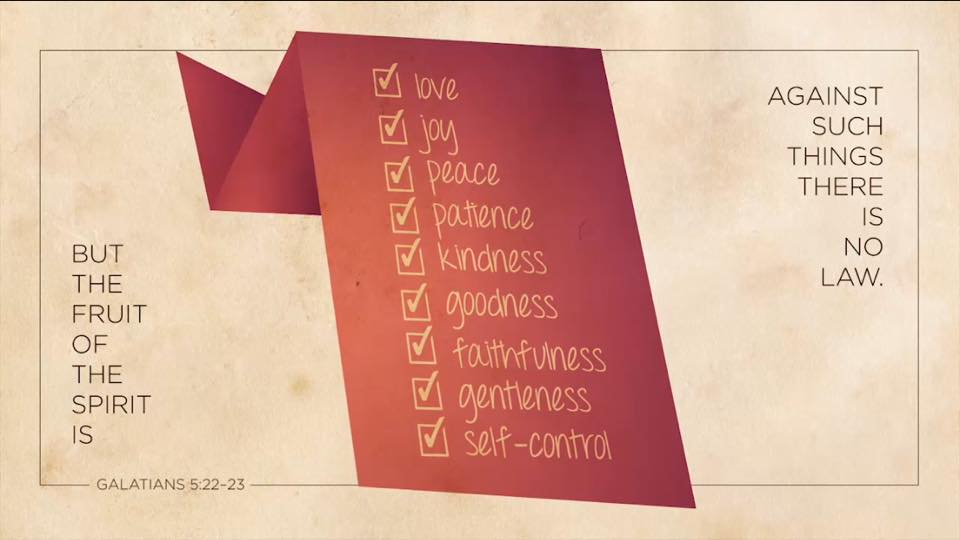 BUT
THE
FRUIT
OF
THE
SPIRIT
IS
love
joy
peace
patience
kindness
goodness
faithfulness
gentleness
self-control
AGAINST
SUCH
THINGS
THERE
IS
NO
LAW.
GALATIANS 5:22-23